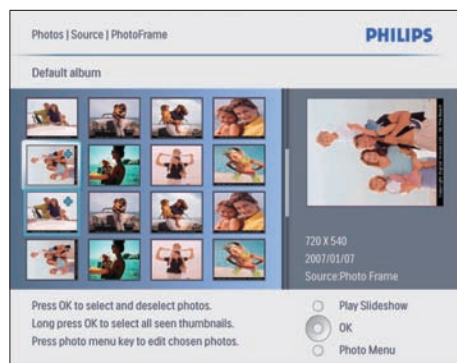 Photos | Source | PhotoFrame
PHILIPS
Default album
720 X 540
2007/01/07
Source:Photo Frame
Press OK to select and deselect photos.
Long press OK to select all seen thumbnails.
Press photo menu key to edit chosen photos.
Play Slideshow
OK
Photo Menu